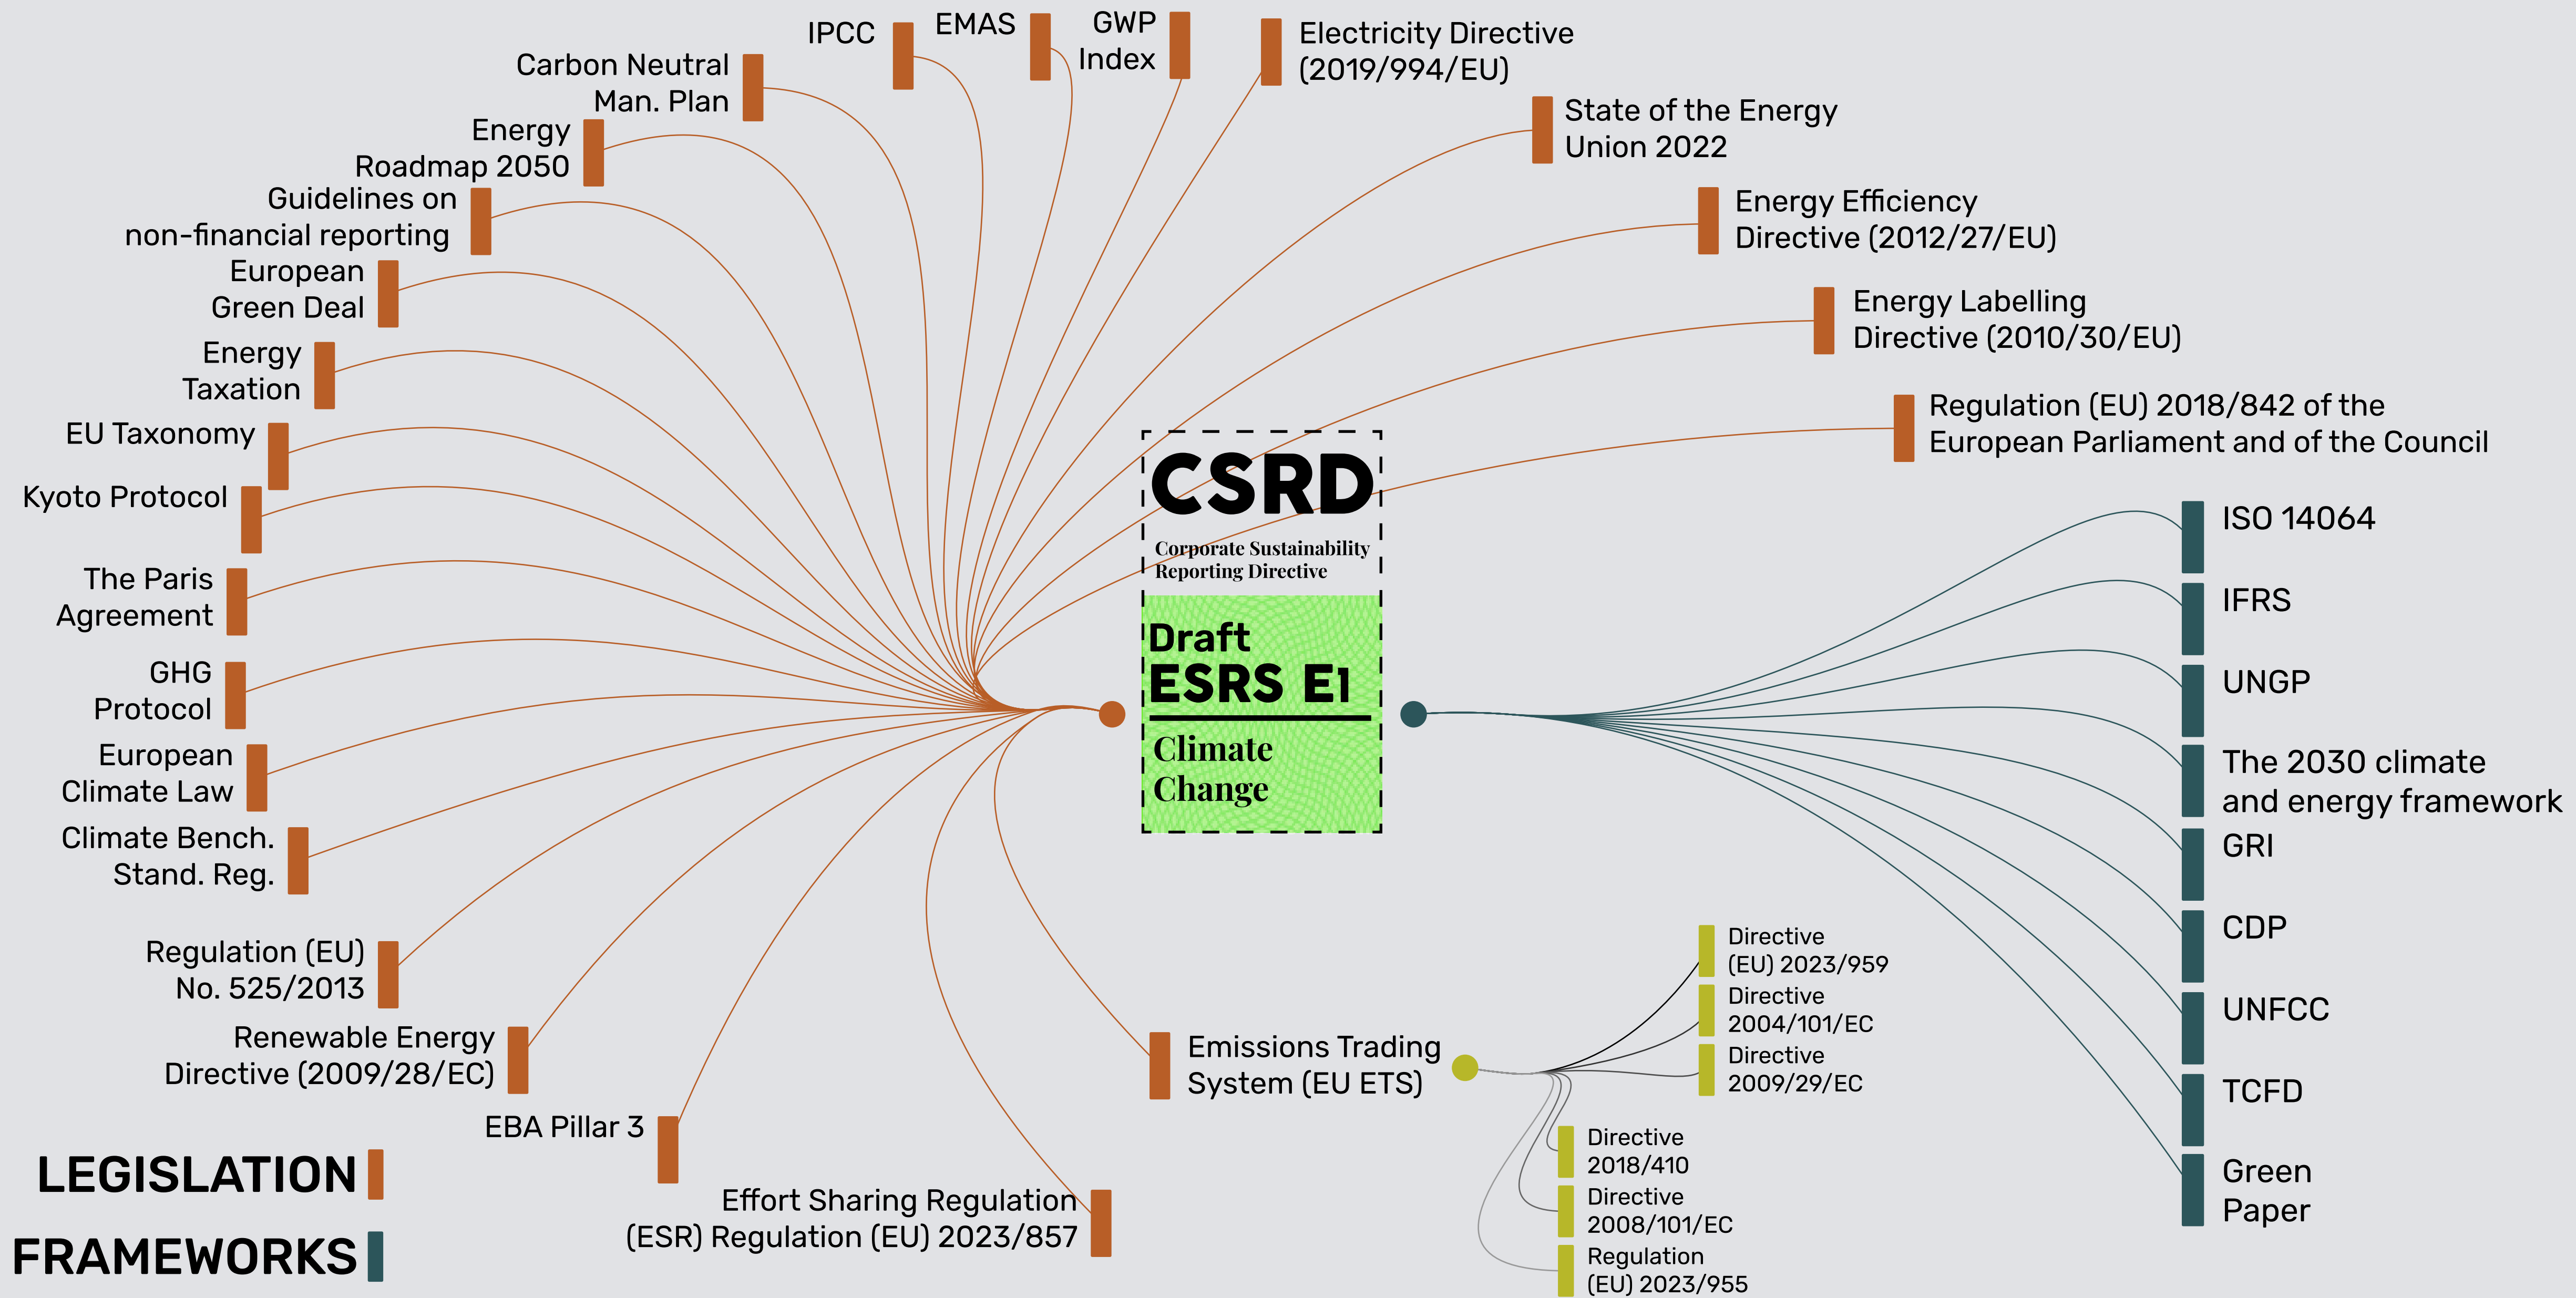 IPCC
EMAS
GWP
Index
Electricity Directive
(2019/994/EU)
Carbon Neutral
Man. Plan
State of the Energy
Union 2022
Energy
Roadmap 2050
Guidelines on
non-financial reporting
Energy Efficiency
Directive (2012/27/EU)
European
Green Deal
Energy Labelling
Directive (2010/30/EU)
Energy
Taxation
Regulation (EU) 2018/842 of the
European Parliament and of the Council
EU Taxonomy
Kyoto Protocol
The Paris
Agreement
GHG
Protocol
European
Climate Law
Climate Bench.
Stand. Reg.
Regulation (EU)
No. 525/2013
Renewable Energy
Directive (2009/28/EC)
EBA Pillar 3
Effort Sharing Regulation
(ESR) Regulation (EU) 2023/857
CSRD
Corporate Sustainability
Reporting Directive
Draft
ESRS E1
Climate
Change
ISO 14064
IFRS
UNGP
The 2030 climate
and energy framework
GRI
CDP
UNFCC
TCFD
Green
Paper
Emissions Trading
System (EU ETS)
Directive
(EU) 2023/959
Directive
2004/101/EC
Directive
2009/29/EC
Directive
2018/410
Directive
2008/101/EC
Regulation
(EU) 2023/955
LEGISLATION
FRAMEWORKS